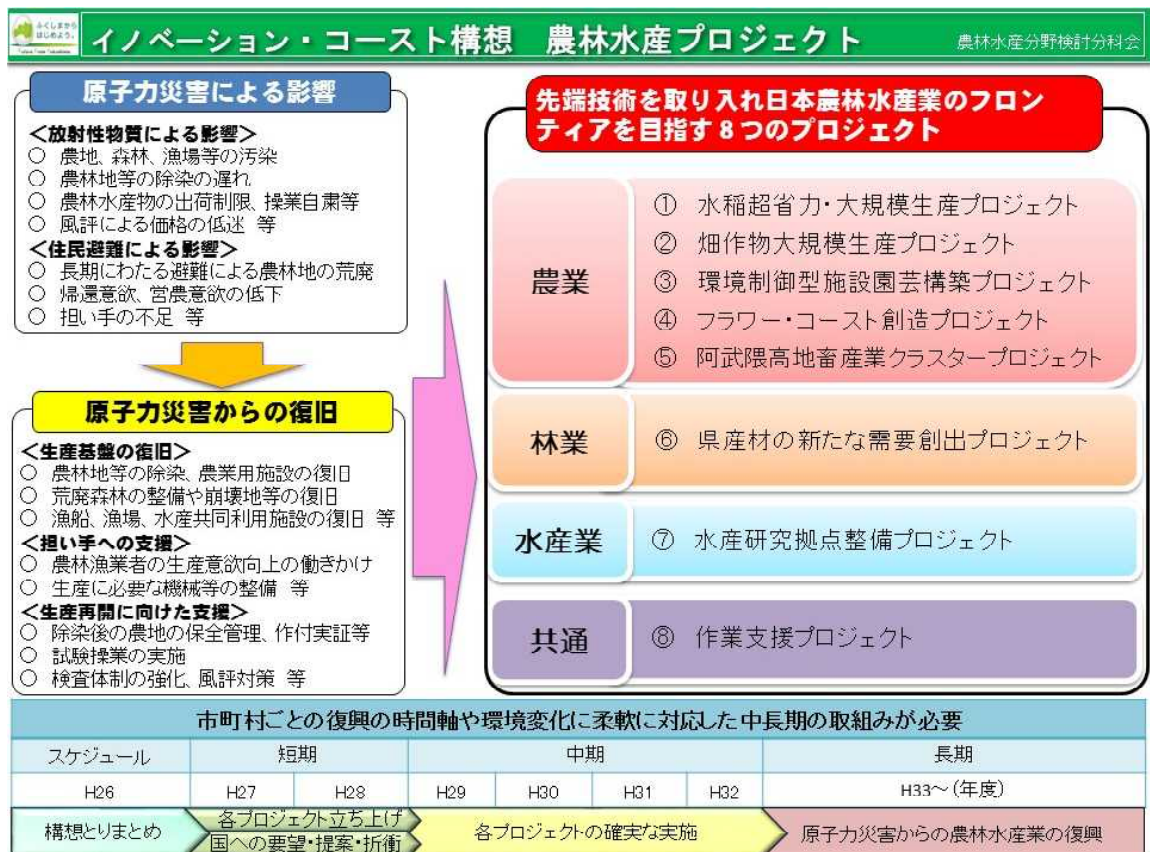 ふくしまから
はじめよう。
イノベーション・コースト構想 農林水産プロジェクト
農林水産分野検討分科会
原子力災害による影響
＜放射性物質による影響＞
○ 農地、森林、漁場等の汚染
○ 農林地等の除染の遅れ
○ 農林水産物の出荷制限、操業自粛等
○ 風評による価格の低迷 等
＜住民避難による影響＞
○ 長期にわたる避難による農林地の荒廃
○ 帰還意欲、営農意欲の低下
○ 担い手の不足 等
原子力災害からの復旧
＜生産基盤の復旧＞
○ 農林地等の除染、農業用施設の復旧
○ 荒廃森林の整備や崩壊地等の復旧
○ 漁船、漁場、水産共同利用施設の復旧 等
＜担い手への支援＞
○ 農林漁業者の生産意欲向上の働きかけ
○ 生産に必要な機械等の整備 等
＜生産再開に向けた支援＞
○ 除染後の農地の保全管理、作付実証等
○ 試験操業の実施
○ 検査体制の強化、風評対策 等
先端技術を取り入れ日本農林水産業のフロン
ティアを目指す８つのプロジェクト
農業
① 水稲超省力・大規模生産プロジェクト
② 畑作物大規模生産プロジェクト
③ 環境制御型施設園芸構築プロジェクト
④ フラワー・コースト創造プロジェクト
⑤ 阿武隈高地畜産業クラスタープロジェクト
林業
⑥ 県産材の新たな需要創出プロジェクト
水産業
⑦ 水産研究拠点整備プロジェクト
共通
⑧ 作業支援プロジェクト
市町村ごとの復興の時間軸や環境変化に柔軟に対応した中長期の取組みが必要
スケジュール 短期 中期 長期
H26 H27 H28 H29 H30 H31 H32 H33～（年度）
構想とりまとめ
各プロジェクト立ち上げ
国への要望・提案・折衝
各プロジェクトの確実な実施
原子力災害からの農林水産業の復興